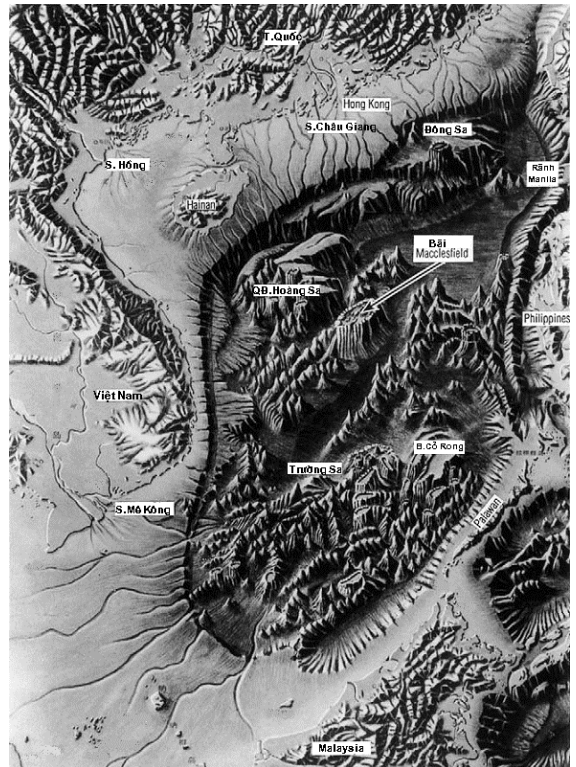 T.Quốc
Hong Kong
S.Châu Giang
Đông Sa
Rãnh
Manila
S. Hồng
Hainan
Bãi
Macclesfield
QĐ.Hoàng Sa
Philippines
Việt Nam
B.Cỏ Rong
Trường Sa
S.Mê Kông
Palawan
Malaysia